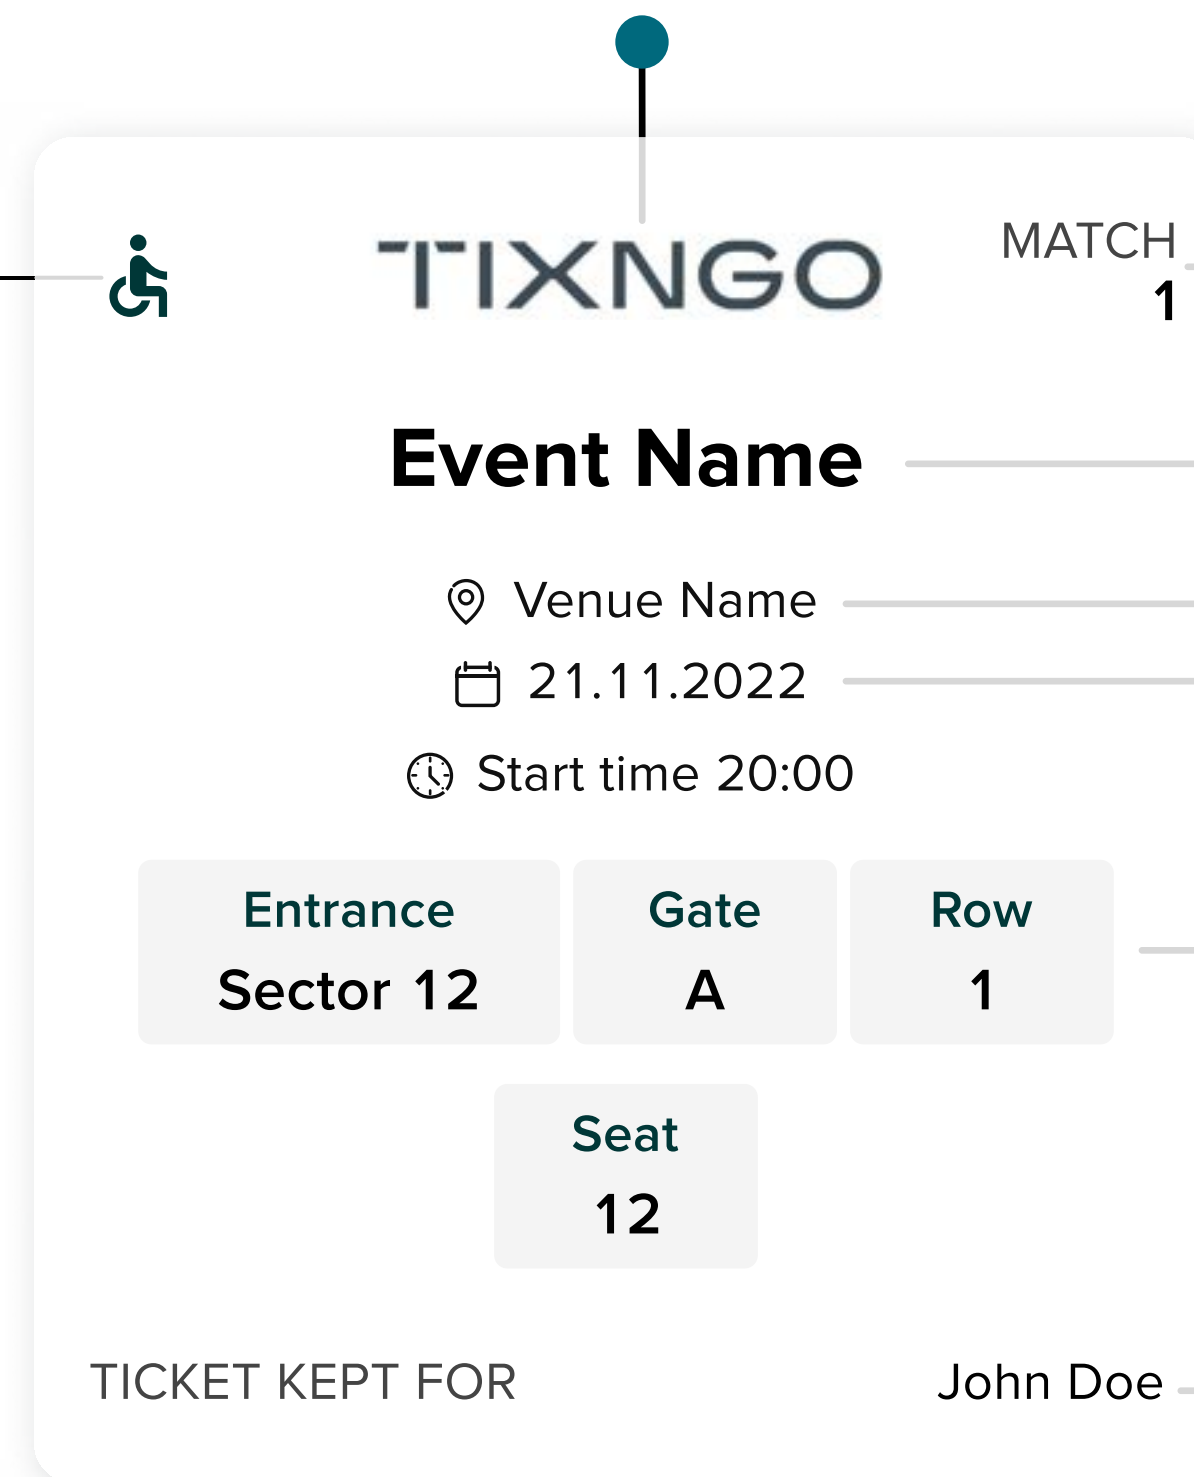 TIXNGO
MATCH
1
Event Name
Venue Name
21.11.2022
Start time 20:00
Entrance
Gate
Row
Sector 12
A
1
Seat
12
TICKET KEPT FOR
John Doe